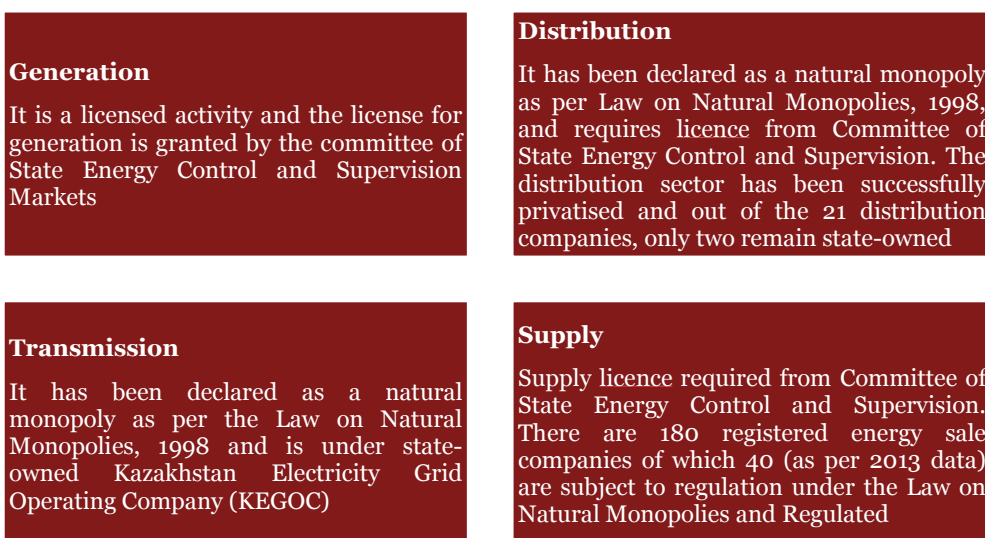 Generation
It is a licensed activity and the license for
generation is granted by the committee of
State Energy Control and Supervision
Markets
Distribution
It has been declared as a natural monopoly
as per Law on Natural Monopolies, 1998,
and requires licence from Committee of
State Energy Control and Supervision. The
distribution sector has been successfully
privatised and out of the 21 distribution
companies, only two remain state-owned
Transmission
It has been declared as a natural
monopoly as per the Law on Natural
Monopolies, 1998 and is under state-
owned Kazakhstan Electricity Grid
Operating Company (KEGOC)
Supply
Supply licence required from Committee of
State Energy Control and Supervision.
There are 180 registered energy sale
companies of which 40 (as per 2013 data)
are subject to regulation under the Law on
Natural Monopolies and Regulated